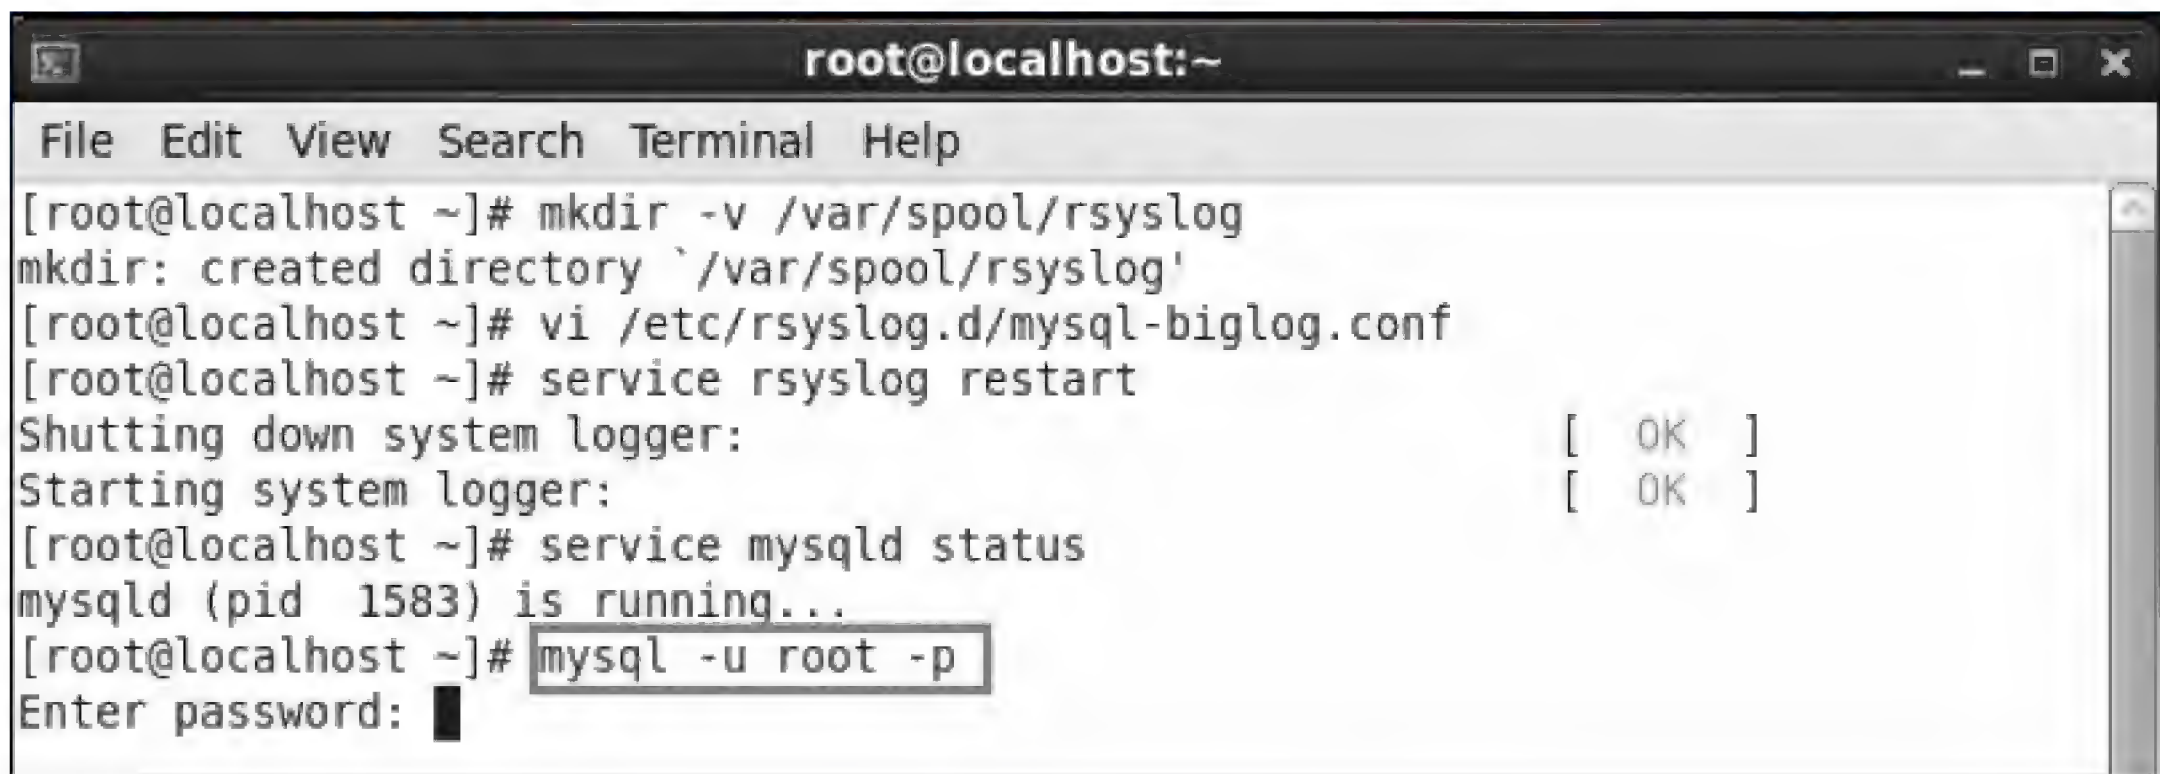 root@localhost:~
File Edit View Search Terminal Help
[root@localhost ~]# mkdir -v /var/spool/rsyslog
mkdir: created directory `/var/spool/rsyslog'
[root@localhost ~]# vi /etc/rsyslog.d/mysql-biglog.conf
[root@localhost ~]# service rsyslog restart
Shutting down system logger: [ OK ]
Starting system logger: [ OK ]
[root@localhost ~]# service mysqld status
mysqld (pid  1583) is running...
[root@localhost ~]# mysql -u root -p
Enter password: